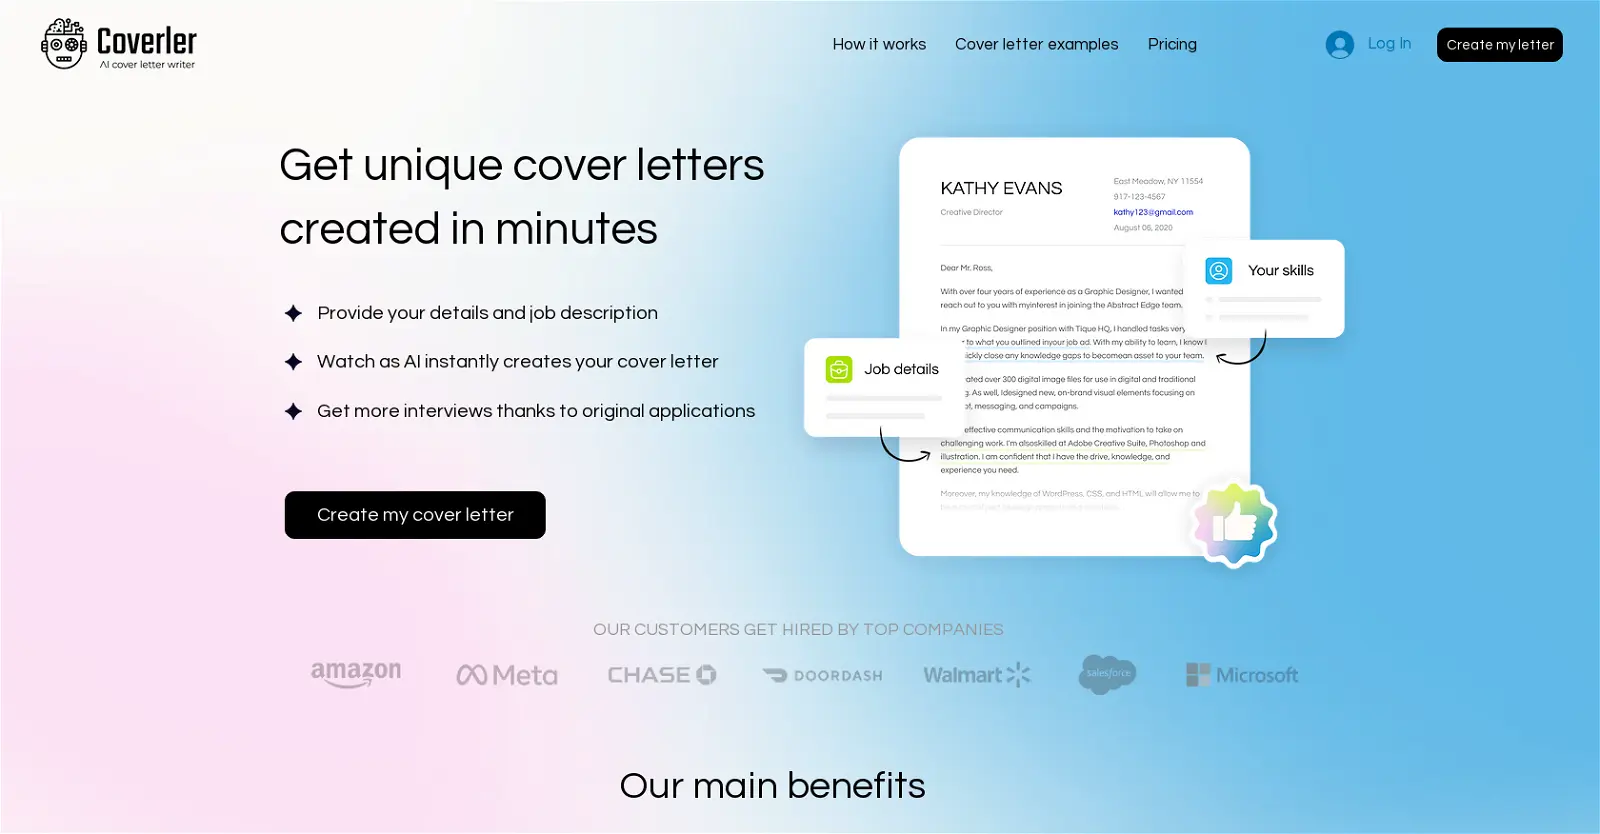 Coverler
AI cover letter writer
How it works
Cover letter examples
Pricing
Log In
Create my letter
Get unique cover letters
created in minutes
Provide your details and job description
Watch as AI instantly creates your cover letter
Get more interviews thanks to original applications
Create my cover letter
KATHY EVANS
Creative Director
East Meadow, NY 11554
917-123-4567
kathy123@gmail.com
August 06, 2020
Dear Mr. Ross,
With over four years of experience as a Graphic Designer, I wanted
reach out to you with myinterest in joining the Abstract Edge team.
In my Graphic Designer position with Tique HQ, I handled tasks very
to what you outlined inyour job ad. With my ability to learn, I know I
ickly close any knowledge gaps to becomean asset to your team.
ated over 300 digital image files for use in digital and traditional
As well, Idesigned new, on-brand visual elements focusing on
messaging, and campaigns.
effective communication skills and the motivation to take on
challenging work. I'm alsoskilled at Adobe Creative Suite, Photoshop and
illustration. I am confident that I have the drive, knowledge, and
experience you need.
Moreover, my knowledge of WordPress, CSS, and HTML will allow me to
Your skills
Job details
OUR CUSTOMERS GET HIRED BY TOP COMPANIES
amazon
Meta
CHASE
DOORDASH
Walmart
salesforce
Microsoft
Our main benefits